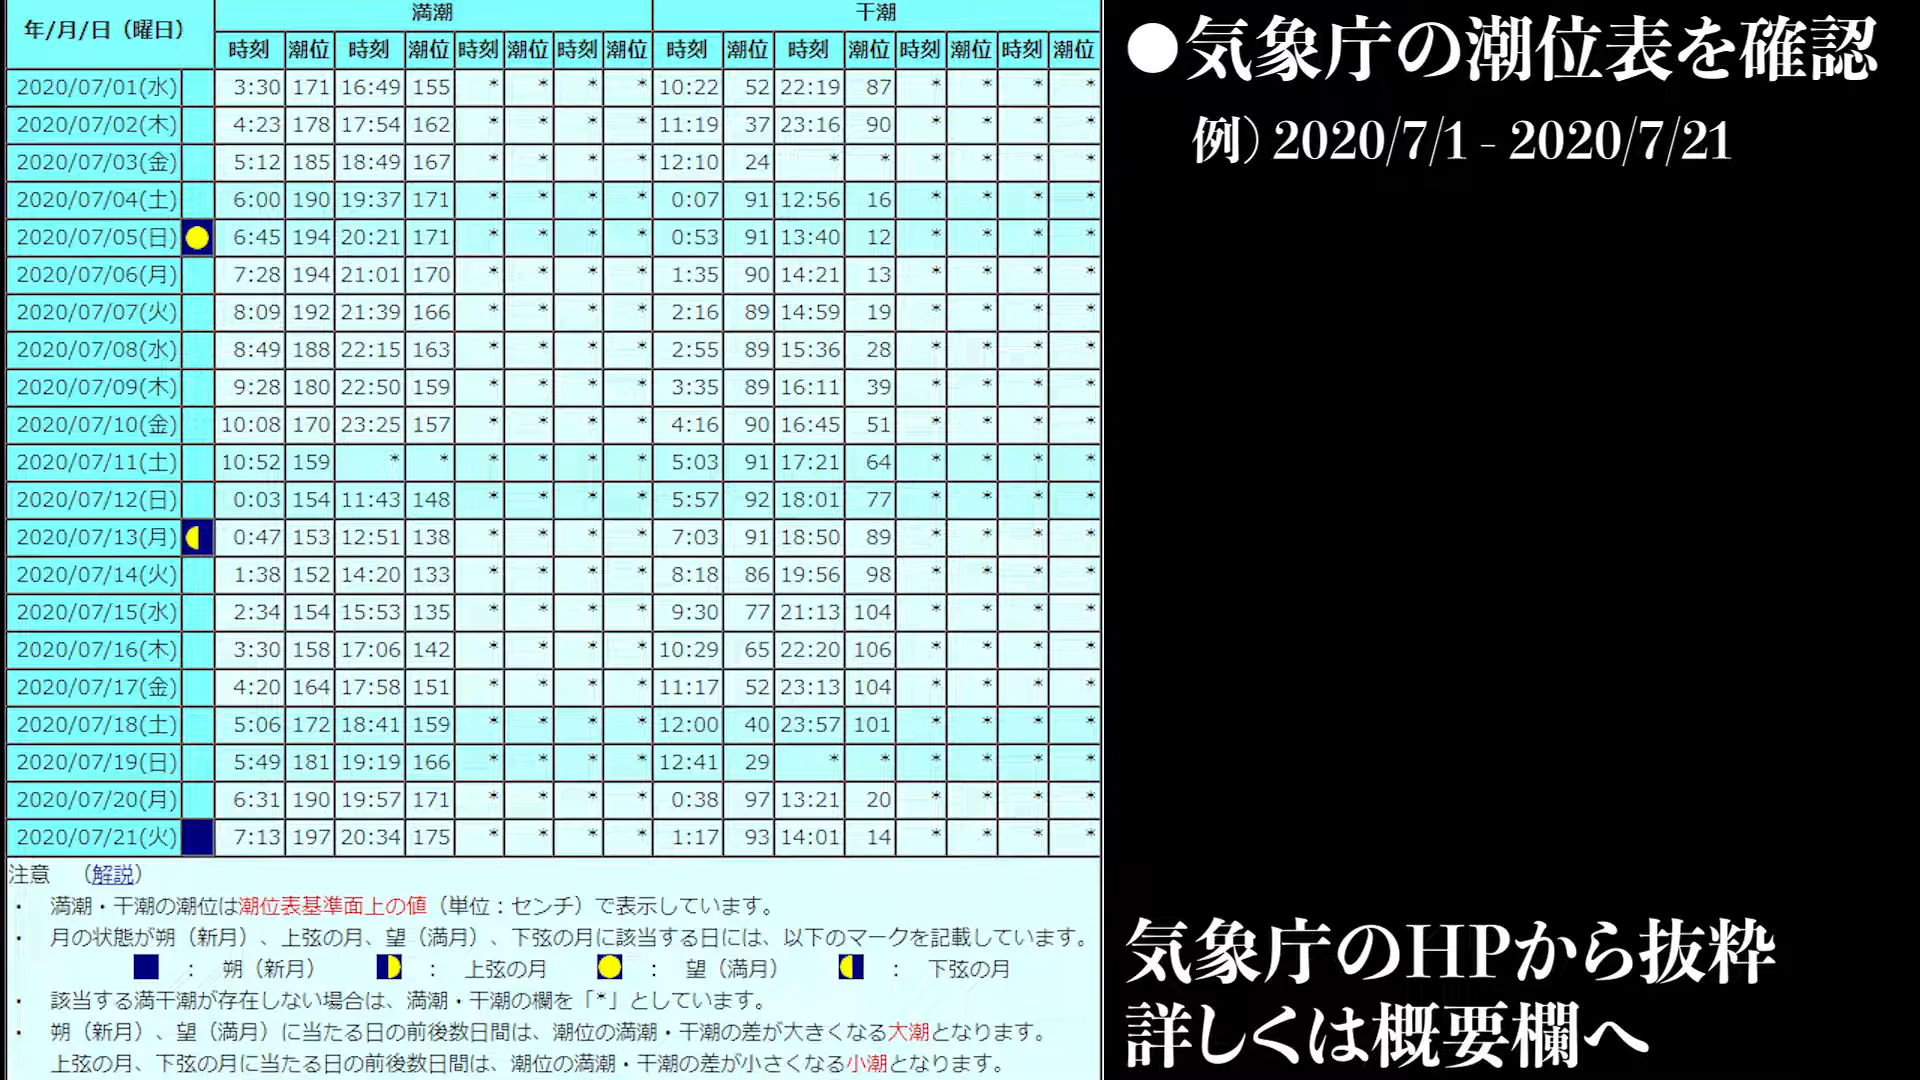 年/月/日（曜日） 満潮 干潮
時刻 潮位 時刻 潮位 時刻 潮位 時刻 潮位 時刻 潮位 時刻 潮位 時刻 潮位 時刻 潮位
2020/07/01(水) 3:30 171 16:49 155 * * * * 10:22 52 22:19 87 * * * *
2020/07/02(木) 4:23 178 17:54 162 * * * * 11:19 37 23:16 90 * * * *
2020/07/03(金) 5:12 185 18:49 167 * * * * 12:10 24 * * * * * *
2020/07/04(土) 6:00 190 19:37 171 * * * * 0:07 91 12:56 16 * * * *
2020/07/05(日) 6:45 194 20:21 171 * * * * 0:53 91 13:40 12 * * * *
2020/07/06(月) 7:28 194 21:01 170 * * * * 1:35 90 14:21 13 * * * *
2020/07/07(火) 8:09 192 21:39 166 * * * * 2:16 89 14:59 19 * * * *
2020/07/08(水) 8:49 188 22:15 163 * * * * 2:55 89 15:36 28 * * * *
2020/07/09(木) 9:28 180 22:50 159 * * * * 3:35 89 16:11 39 * * * *
2020/07/10(金) 10:08 170 23:25 157 * * * * 4:16 90 16:45 51 * * * *
2020/07/11(土) 10:52 159 * * * * * * 5:03 91 17:21 64 * * * *
2020/07/12(日) 0:03 154 11:43 148 * * * * 5:57 92 18:01 77 * * * *
2020/07/13(月) 0:47 153 12:51 138 * * * * 7:03 91 18:50 89 * * * *
2020/07/14(火) 1:38 152 14:20 133 * * * * 8:18 86 19:56 98 * * * *
2020/07/15(水) 2:34 154 15:53 135 * * * * 9:30 77 21:13 104 * * * *
2020/07/16(木) 3:30 158 17:06 142 * * * * 10:29 65 22:20 106 * * * *
2020/07/17(金) 4:20 164 17:58 151 * * * * 11:17 52 23:13 104 * * * *
2020/07/18(土) 5:06 172 18:41 159 * * * * 12:00 40 23:57 101 * * * *
2020/07/19(日) 5:49 181 19:19 166 * * * * 12:41 29 * * * * * *
2020/07/20(月) 6:31 190 19:57 171 * * * * 0:38 97 13:21 20 * * * *
2020/07/21(火) 7:13 197 20:34 175 * * * * 1:17 93 14:01 14 * * * *
注意 （解説）
・ 満潮・干潮の潮位は潮位表基準面上の値（単位：センチ）で表示しています。
・ 月の状態が朔（新月）、上弦の月、望（満月）、下弦の月に該当する日には、以下のマークを記載しています。
： 朔（新月） ： 上弦の月 ： 望（満月） ： 下弦の月
・ 該当する満干潮が存在しない場合は、満潮・干潮の欄を「*」としています。
・ 朔（新月）、望（満月）に当たる日の前後数日間は、潮位の満潮・干潮の差が大きくなる大潮となります。
上弦の月、下弦の月に当たる日の前後数日間は、潮位の満潮・干潮の差が小さくなる小潮となります。
●気象庁の潮位表を確認
例）2020/7/1 - 2020/7/21
気象庁のHPから抜粋
詳しくは概要欄へ